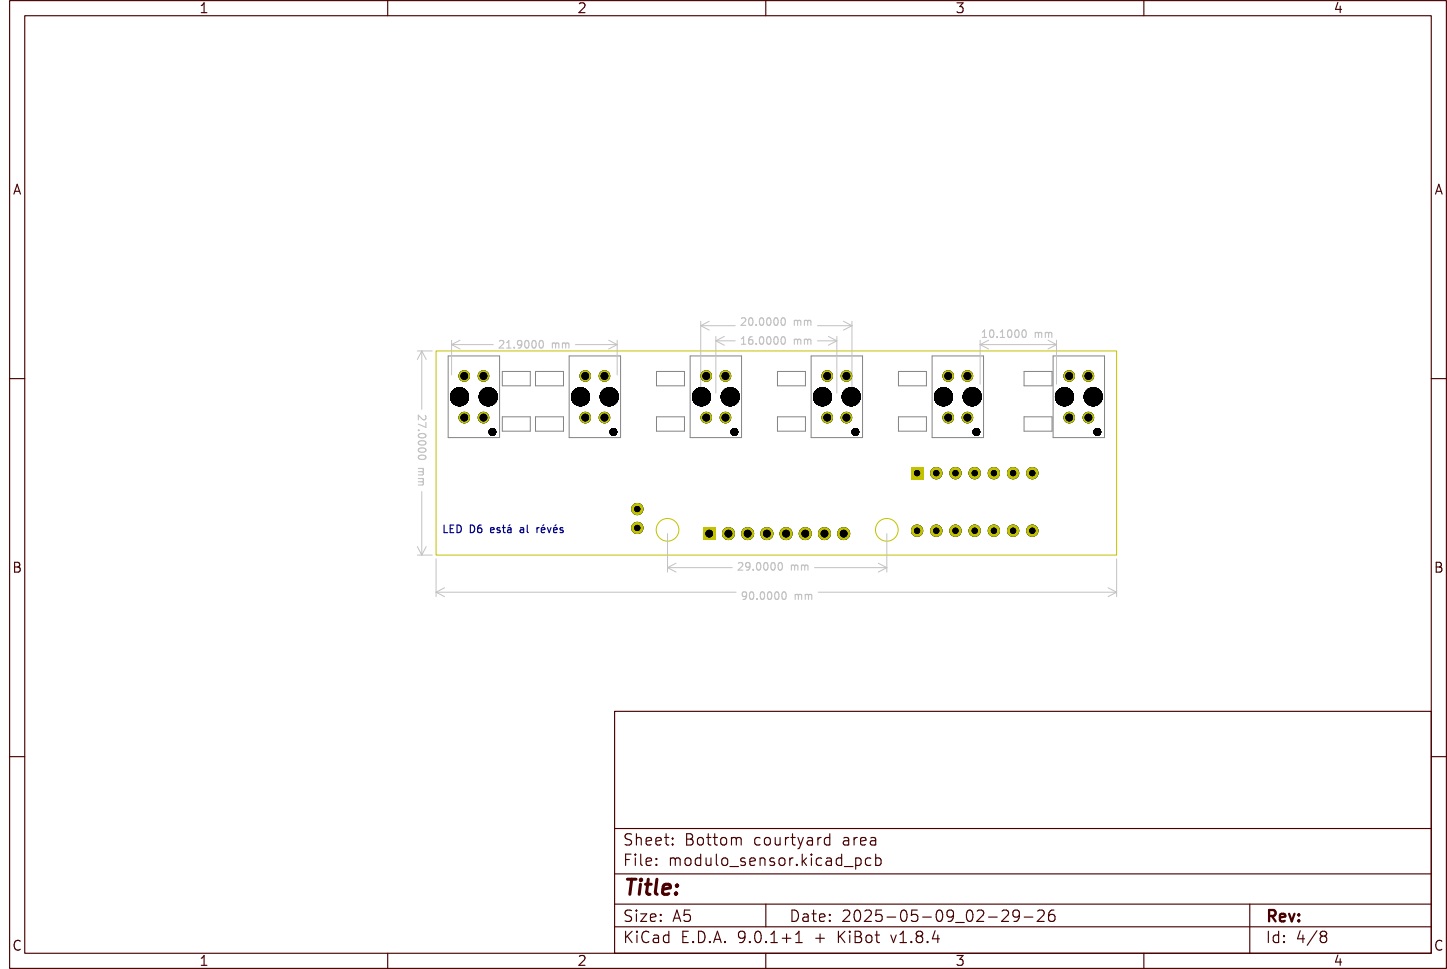 1 2 3 4
A A
20.0000 mm
10.1000 mm
16.0000 mm
21.9000 mm
27.0000 mm
LED D6 está al révés
29.0000 mm
B B
90.0000 mm
Sheet: Bottom courtyard area
File: modulo_sensor.kicad_pcb
Title:
Size: A5 Date: 2025-05-09_02-29-26 Rev:
KiCad E.D.A. 9.0.1+1 + KiBot v1.8.4 Id: 4/8
C C
1 2 3 4